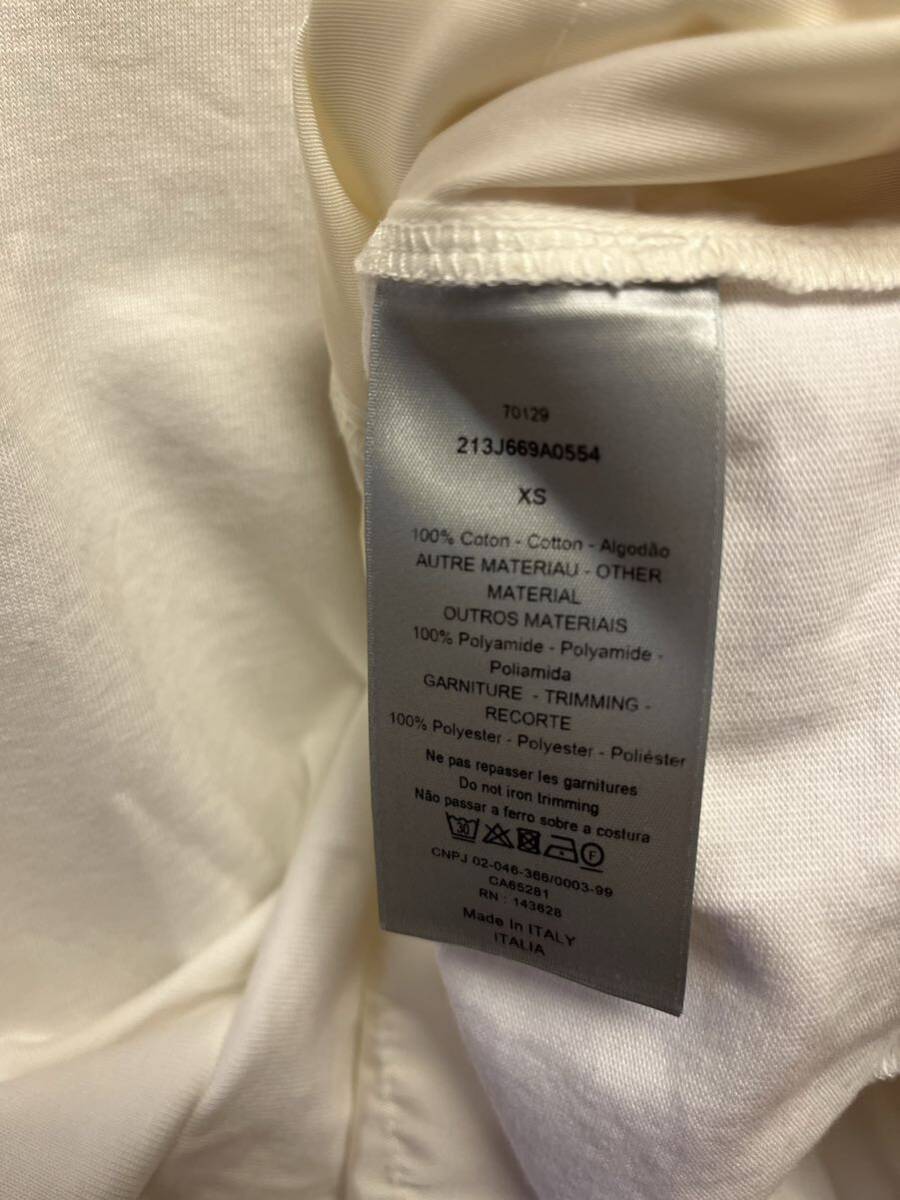 70129
213J669A0554
XS
100% Coton - Cotton - Algodão
AUTRE MATERIAU - OTHER
MATERIAL
OUTROS MATERIAIS
100% Polyamide - Polyamide -
Poliamida
GARNITURE - TRIMMING -
RECORTE
100% Polyester - Polyester - Poliéster
Ne pas repasser les garnitures
Do not iron trimming
Não passar a ferro sobre a costura
30 F
CNPJ 02-046-366/0003-99
CA65281
RN : 143628
Made in ITALY
ITALIA